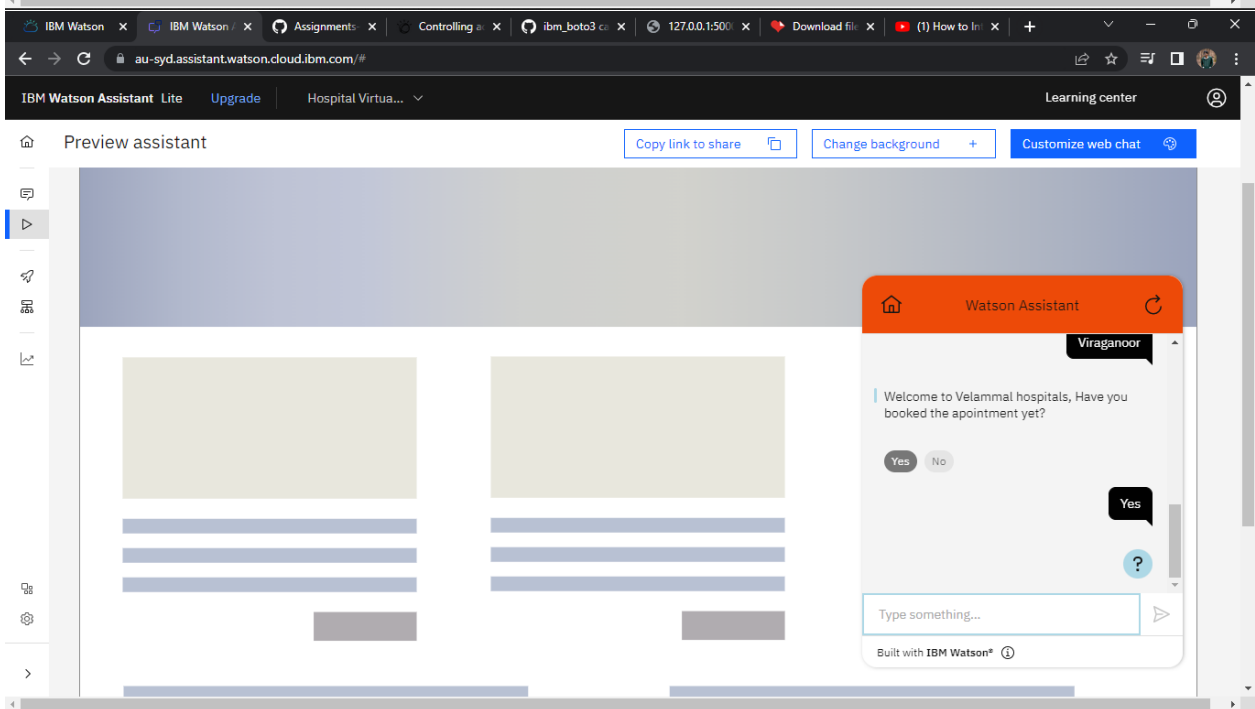 IBM Watson
IBM Watson A
Assignments-
Controlling a
ibm_boto3 ca
127.0.0.1:500
Download file
(1) How to In
au-syd.assistant.watson.cloud.ibm.com/#
IBM Watson Assistant Lite
Upgrade
Hospital Virtua...
Learning center
Preview assistant
Copy link to share
Change background +
Customize web chat
Watson Assistant
Viraganoor
Welcome to Velammal hospitals, Have you
booked the apointment yet?
Yes No
Yes
?
Type something...
Built with IBM Watson®